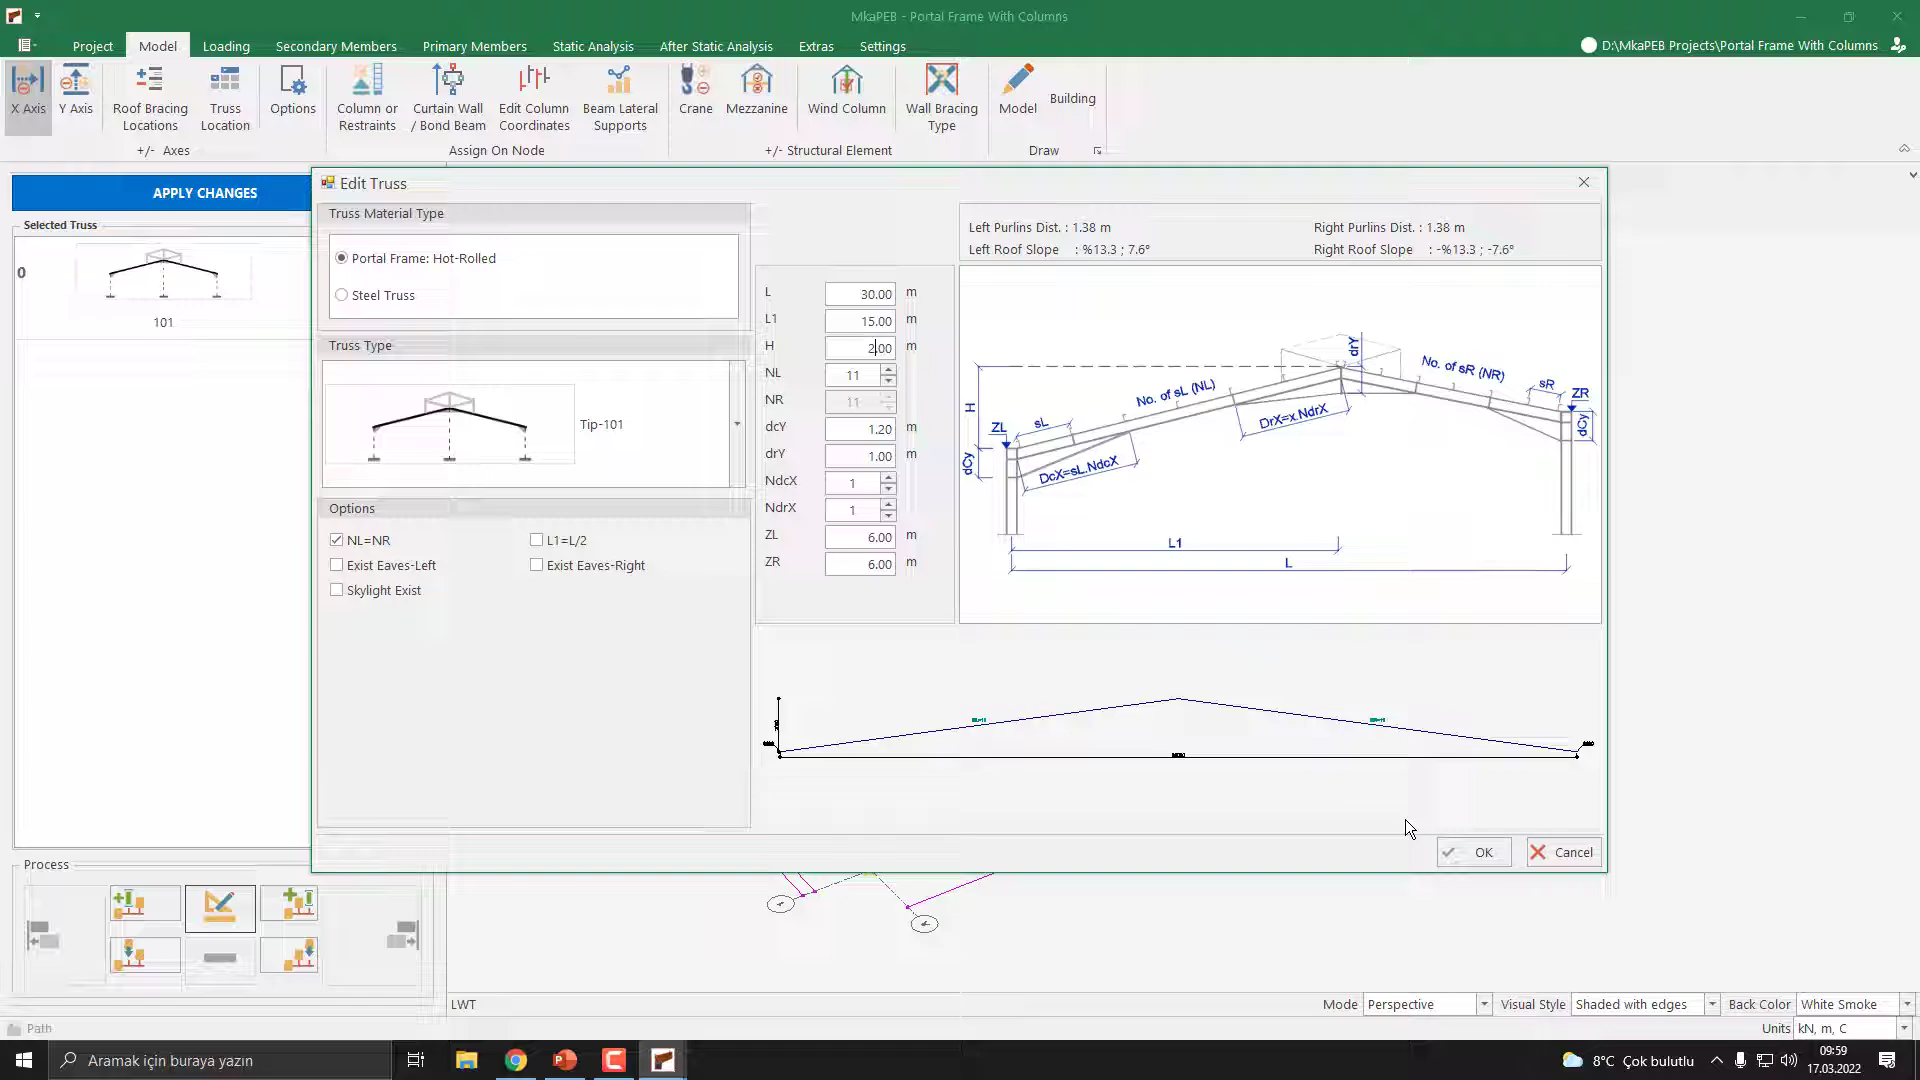 MkaPEB - Portal Frame With Columns
Project
Model
Loading
Secondary Members
Primary Members
Static Analysis
After Static Analysis
Extras
Settings
D:\MkaPEB Projects\Portal Frame With Columns
X Axis
Y Axis
Roof Bracing
Locations
Truss
Location
Options
Column or
Restraints
Curtain Wall
/ Bond Beam
Edit Column
Coordinates
Beam Lateral
Supports
Crane
Mezzanine
Wind Column
Wall Bracing
Type
Model
Building
+/- Axes
Assign On Node
+/- Structural Element
Draw
APPLY CHANGES
Selected Truss
0
101
Edit Truss
Truss Material Type
Portal Frame: Hot-Rolled
Steel Truss
Truss Type
Tip-101
Options
NL=NR
L1=L/2
Exist Eaves-Left
Exist Eaves-Right
Skylight Exist
L 30.00 m
L1 15.00 m
H 2.00 m
NL 11
NR 11
dcY 1.20 m
drY 1.00 m
NdcX 1
NdrX 1
ZL 6.00 m
ZR 6.00 m
Left Purlins Dist. : 1.38 m
Right Purlins Dist. : 1.38 m
Left Roof Slope : %13.3 ; 7.6°
Right Roof Slope : -%13.3 ; -7.6°
drY
No. of sL (NL)
No. of sR (NR)
sR
ZR
dCy
H
ZL
sL
DrX=x.NdrX
dCy
DcX=sL.NdcX
L1
L
OK
Cancel
Process
LWT
Mode
Perspective
Visual Style
Shaded with edges
Back Color
White Smoke
Path
Units
kN, m, C
Aramak için buraya yazın
8°C Çok bulutlu
09:59
17.03.2022